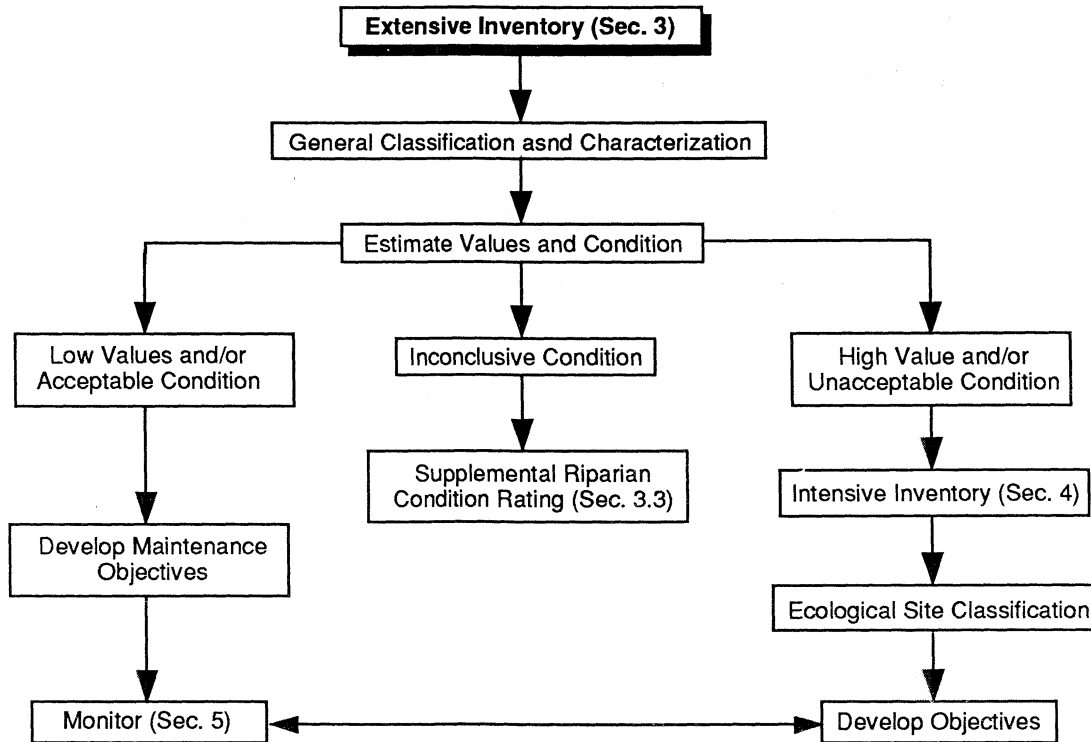 Extensive Inventory (Sec. 3)
General Classification asnd Characterization
Estimate Values and Condition
Low Values and/or
Acceptable Condition
Inconclusive Condition
High Value and/or
Unacceptable Condition
Supplemental Riparian
Condition Rating (Sec. 3.3)
Intensive Inventory (Sec. 4)
Develop Maintenance
Objectives
Ecological Site Classification
Monitor (Sec. 5)
Develop Objectives